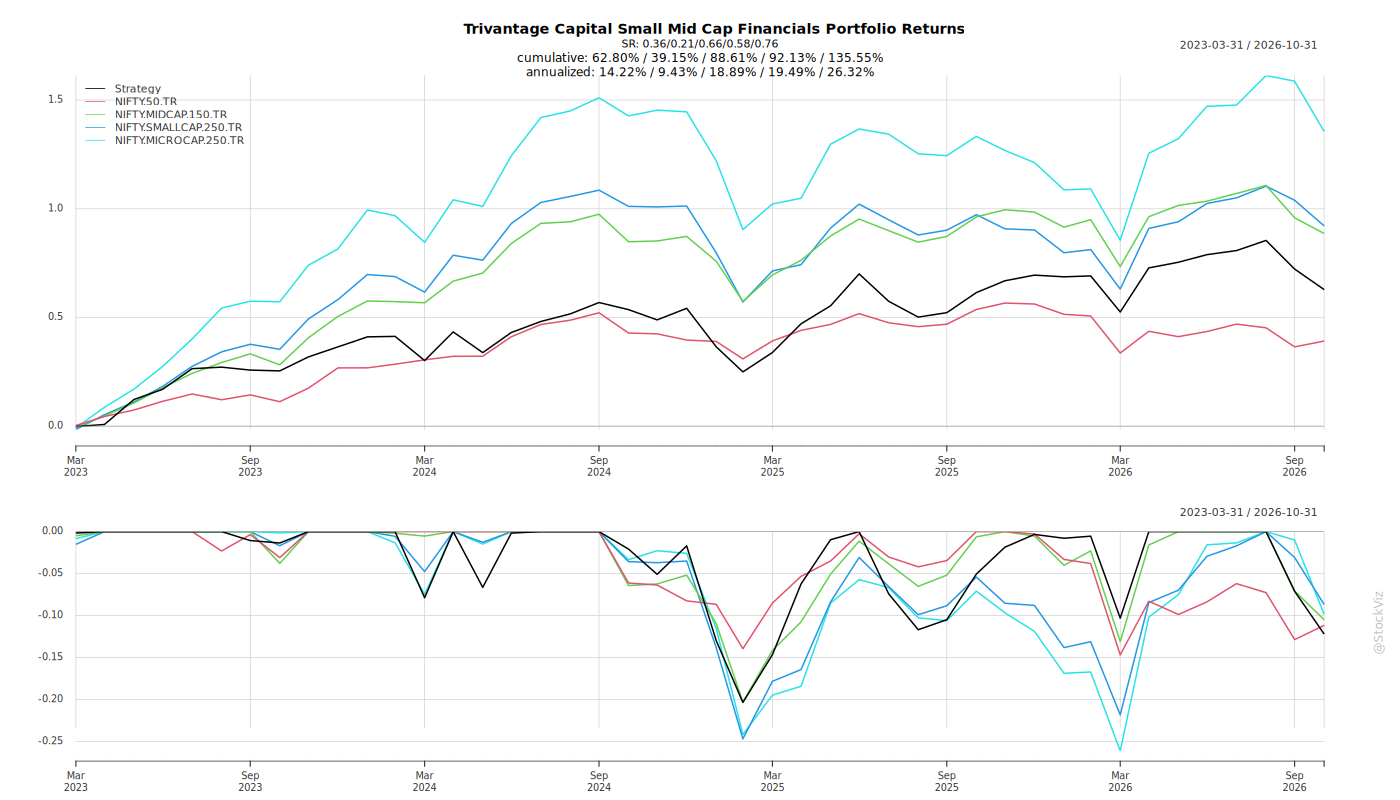 Trivantage Capital Small Mid Cap Financials Portfolio Returns
SR: 0.36/0.21/0.66/0.58/0.76
cumulative: 62.80% / 39.15% / 88.61% / 92.13% / 135.55%
annualized: 14.22% / 9.43% / 18.89% / 19.49% / 26.32%
2023-03-31 / 2026-10-31
Strategy
NIFTY.50.TR
NIFTY.MIDCAP.150.TR
NIFTY.SMALLCAP.250.TR
NIFTY.MICROCAP.250.TR
1.5
1.0
0.5
0.0
Mar Sep Mar Sep Mar Sep Mar Sep
2023 2023 2024 2024 2025 2025 2026 2026
2023-03-31 / 2026-10-31
0.00
-0.05
-0.10
-0.15
-0.20
-0.25
Mar Sep Mar Sep Mar Sep Mar Sep
2023 2023 2024 2024 2025 2025 2026 2026
@StockViz